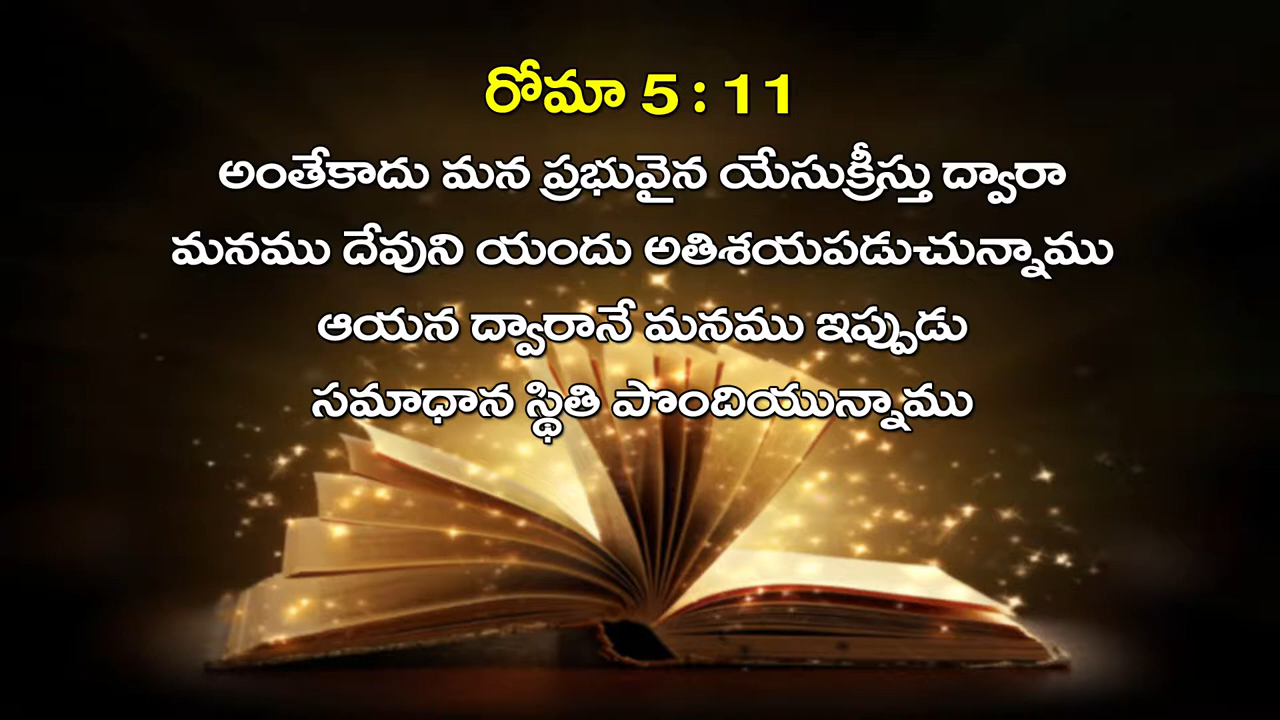 రోమా 5 : 11
అంతేకాదు మన ప్రభువైన యేసుక్రీస్తు ద్వారా
మనము దేవుని యందు అతిశయపడుచున్నాము
ఆయన ద్వారానే మనము ఇప్పుడు
సమాధాన స్థితి పొందియున్నాము